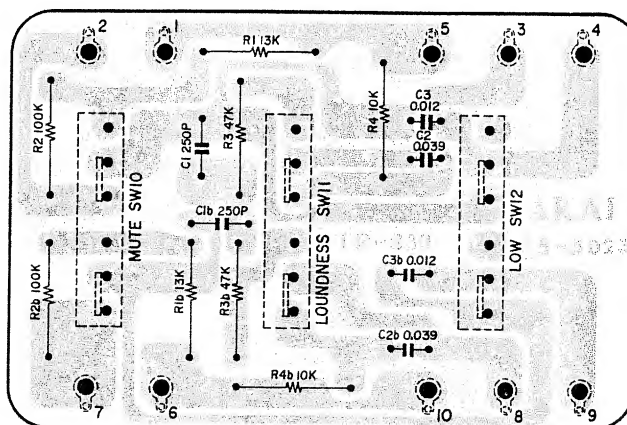 2
1
5
3
4
R1 13K
R2 100K
C1 250P
R3 47K
R4 10K
C3
0.012
C2
0.039
MUTE SW10
LOUNDNESS SW11
LOW SW12
AKAI
C1b 250P
R2b 100K
R1b 13K
R3b 47K
C3b 0.012
C2b 0.039
R4b 10K
7
6
10
8
9